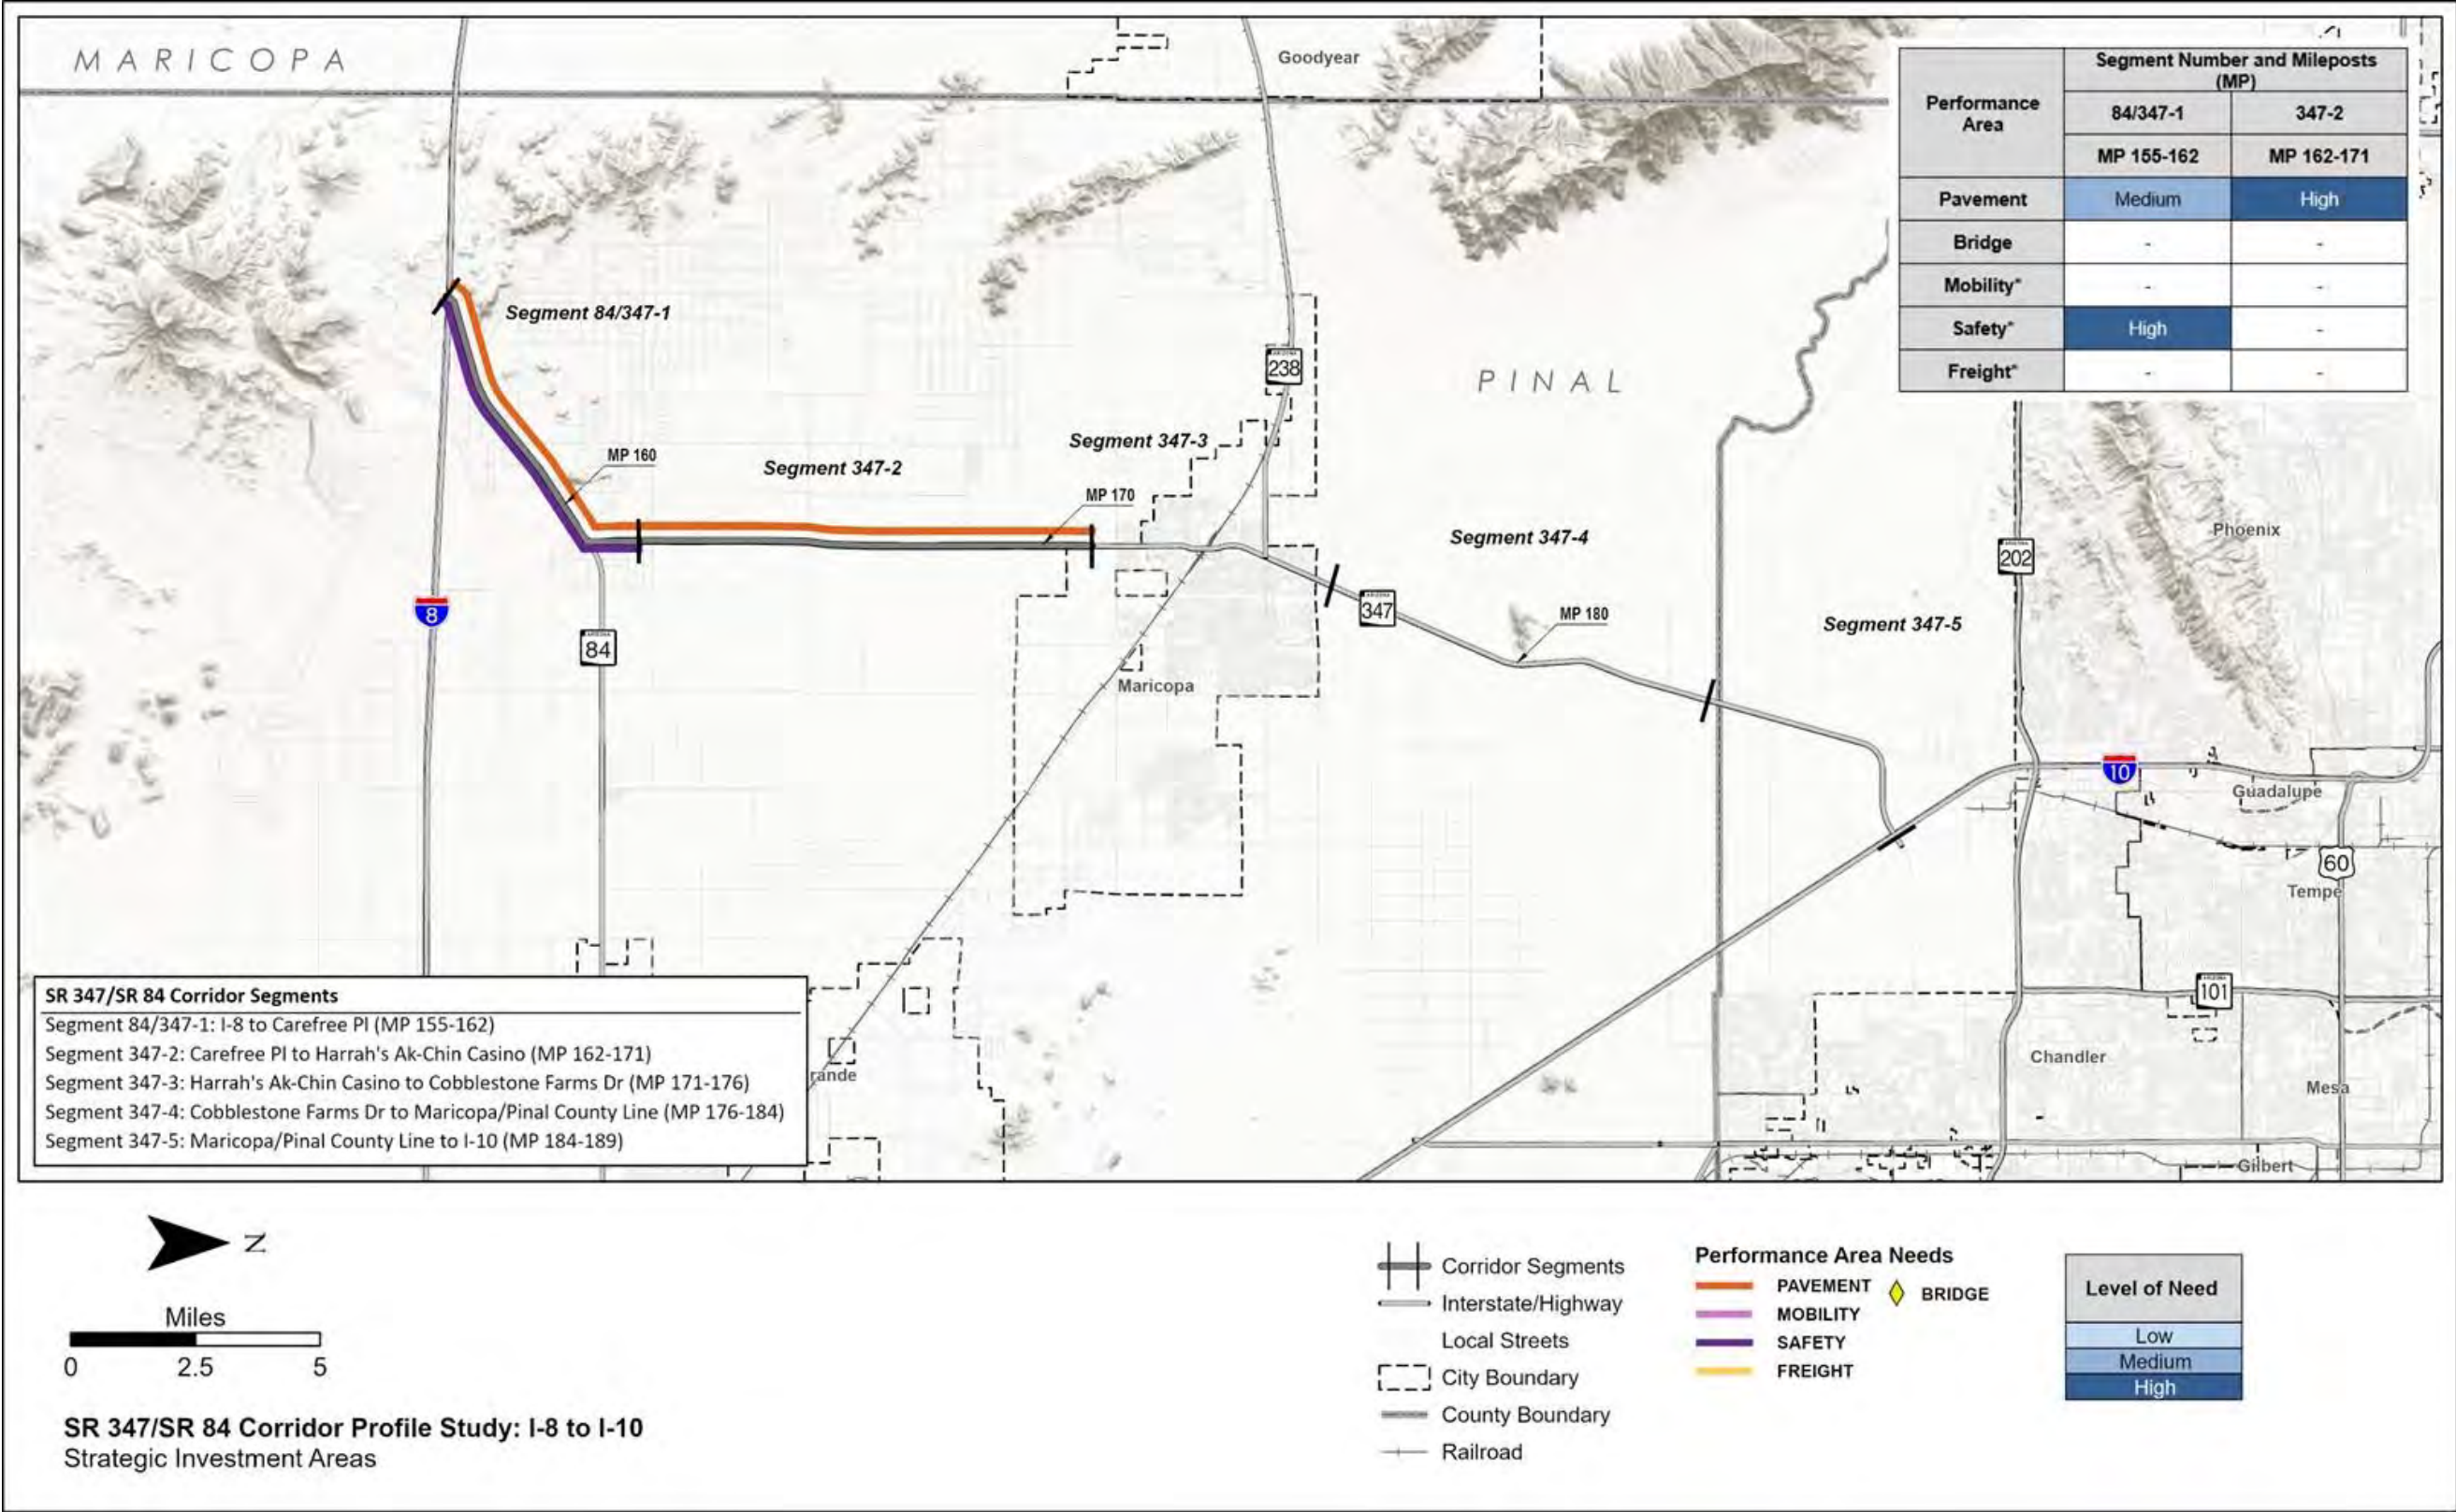 MARICOPA
Goodyear
Performance Area
Segment Number and Mileposts (MP)
84/347-1
347-2
MP 155-162
MP 162-171
Pavement
Medium
High
Bridge
-
-
Mobility*
-
-
Safety*
High
-
Freight*
-
-
Segment 84/347-1
238
PINAL
Segment 347-3
MP 160
Segment 347-2
MP 170
Segment 347-4
Phoenix
202
8
347
MP 180
Segment 347-5
84
Maricopa
10
Guadalupe
60
Tempe
101
Chandler
rande
Mesa
Gilbert
SR 347/SR 84 Corridor Segments
Segment 84/347-1: I-8 to Carefree Pl (MP 155-162)
Segment 347-2: Carefree Pl to Harrah's Ak-Chin Casino (MP 162-171)
Segment 347-3: Harrah's Ak-Chin Casino to Cobblestone Farms Dr (MP 171-176)
Segment 347-4: Cobblestone Farms Dr to Maricopa/Pinal County Line (MP 176-184)
Segment 347-5: Maricopa/Pinal County Line to I-10 (MP 184-189)
N
Miles
0 2.5 5
SR 347/SR 84 Corridor Profile Study: I-8 to I-10
Strategic Investment Areas
Corridor Segments
Interstate/Highway
Local Streets
City Boundary
County Boundary
Railroad
Performance Area Needs
PAVEMENT
BRIDGE
MOBILITY
SAFETY
FREIGHT
Level of Need
Low
Medium
High